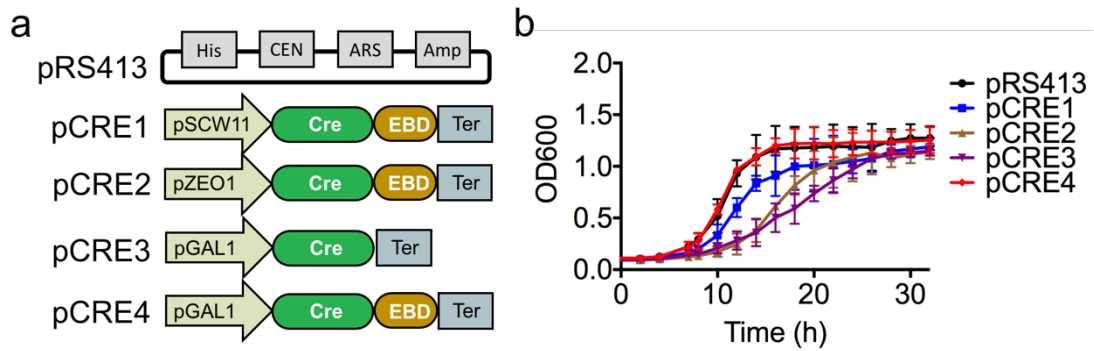 a
pRS413
His CEN ARS Amp
pCRE1
pSCW11 Cre EBD Ter
pCRE2
pZEO1 Cre EBD Ter
pCRE3
pGAL1 Cre Ter
pCRE4
pGAL1 Cre EBD Ter
b
OD600
2.0
1.5
1.0
0.5
0.0
0 10 20 30
Time (h)
pRS413
pCRE1
pCRE2
pCRE3
pCRE4